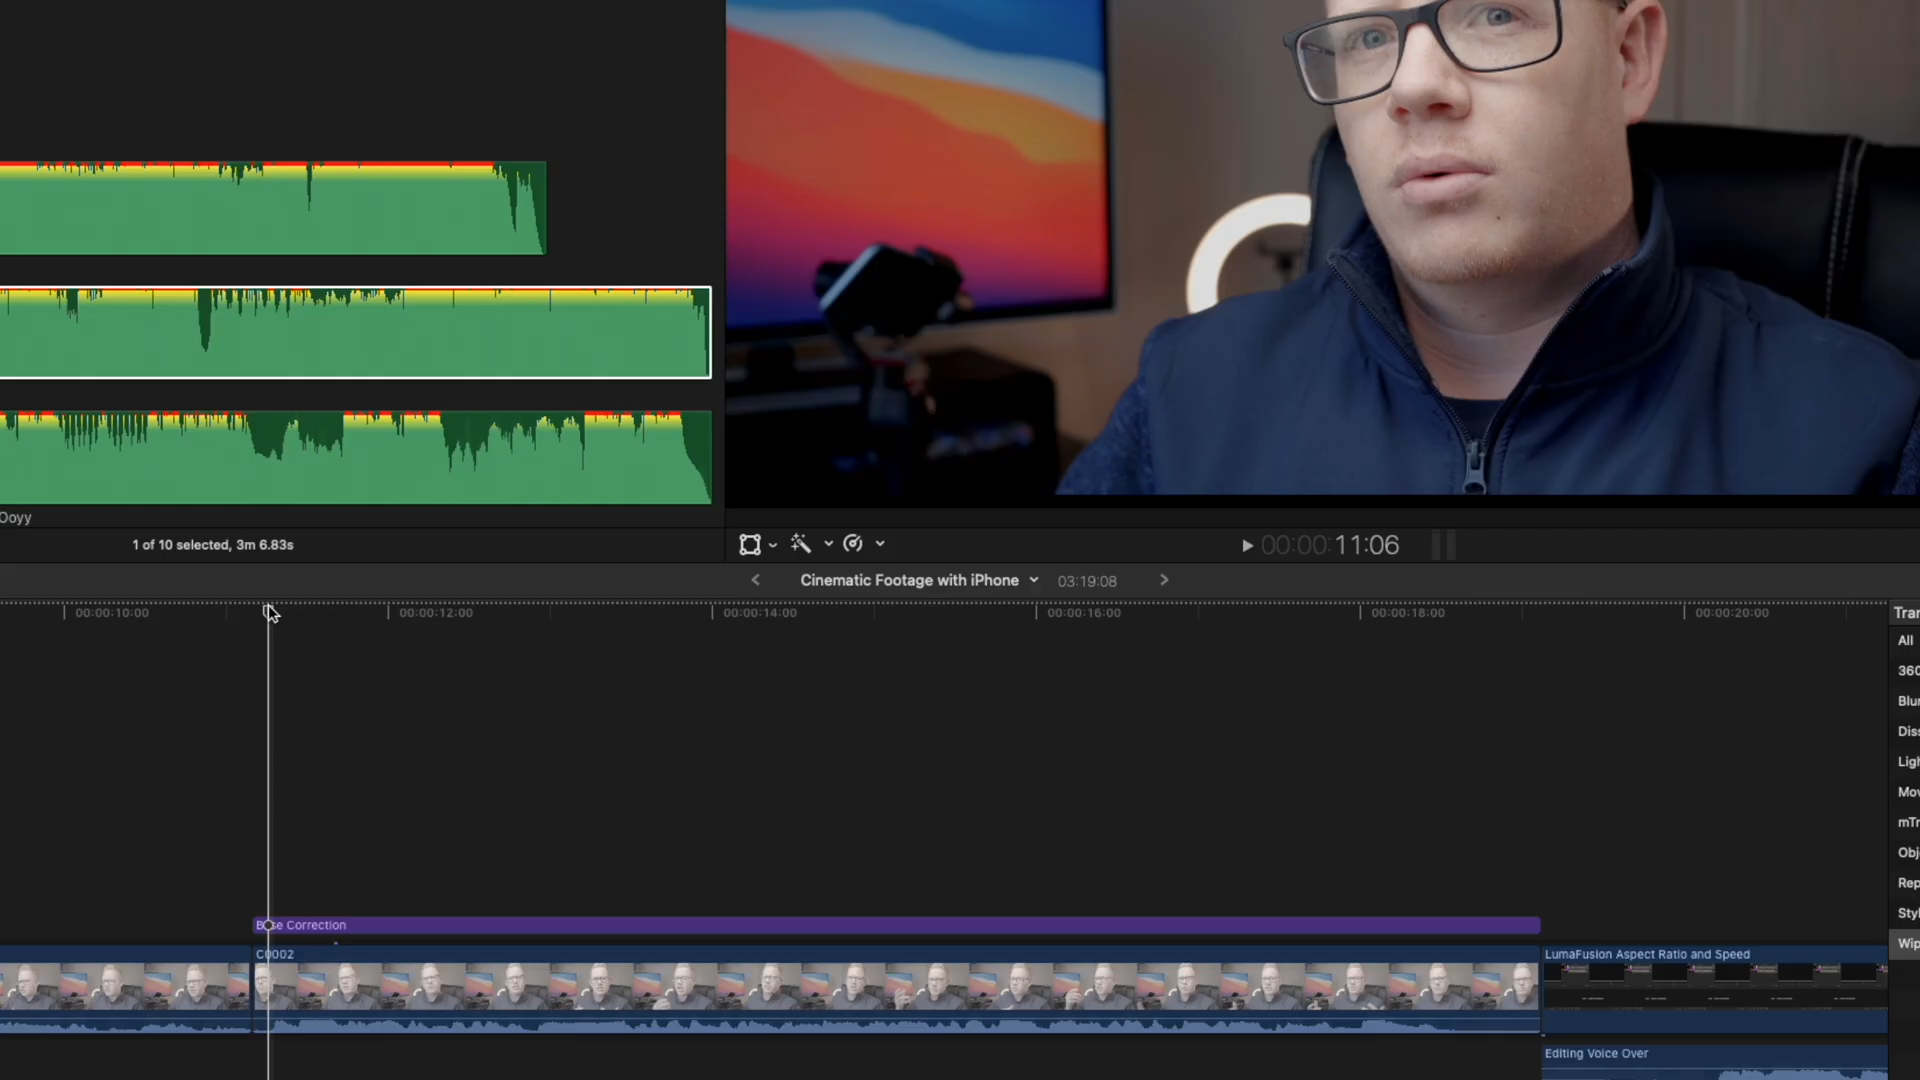 Ooyy
1 of 10 selected, 3m 6.83s
00:00:11:06
Cinematic Footage with iPhone
03:19:08
00:00:10:00
00:00:12:00
00:00:14:00
00:00:16:00
00:00:18:00
00:00:20:00
Tran
All
360
Blur
Diss
Ligh
Mov
mTr
Obje
Rep
Styl
Wip
Base Correction
C0002
LumaFusion Aspect Ratio and Speed
Editing Voice Over